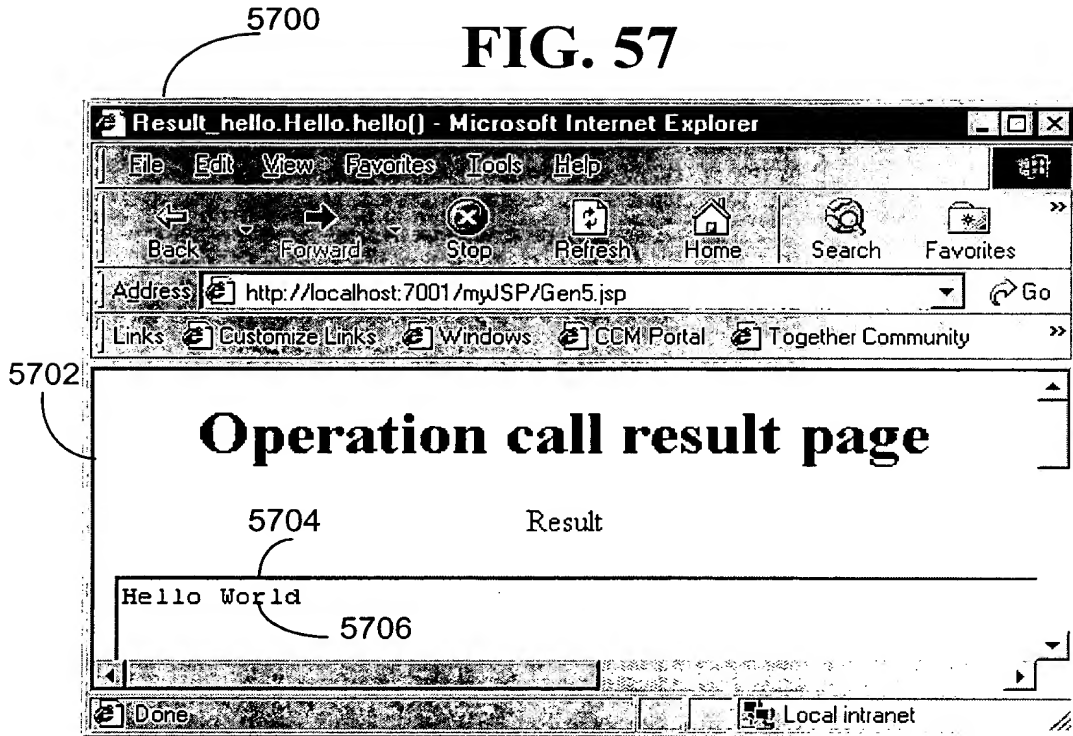 5700
FIG. 57
Result_hello.Hello.hello() - Microsoft Internet Explorer
File Edit View Favorites Tools Help
Back Forward Stop Refresh Home Search Favorites »
Address http://localhost:7001/myJSP/Gen5.jsp Go
Links Customize Links Windows CCM Portal Together Community »
5702
Operation call result page
5704
Result
Hello World
5706
Done Local intranet